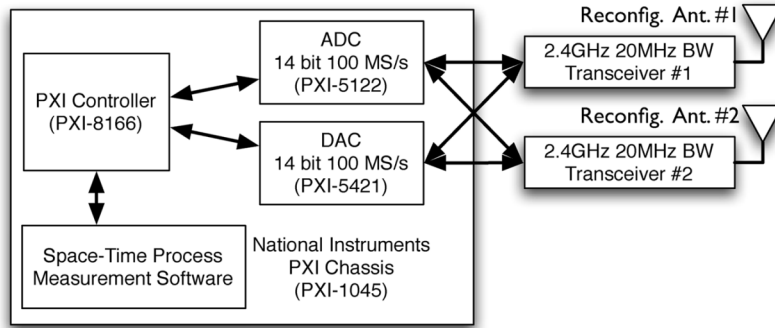 Reconfig. Ant. #1
ADC
14 bit 100 MS/s
(PXI-5122)
2.4GHz 20MHz BW
Transceiver #1
PXI Controller
(PXI-8166)
Reconfig. Ant. #2
DAC
14 bit 100 MS/s
(PXI-5421)
2.4GHz 20MHz BW
Transceiver #2
Space-Time Process
Measurement Software
National Instruments
PXI Chassis
(PXI-1045)